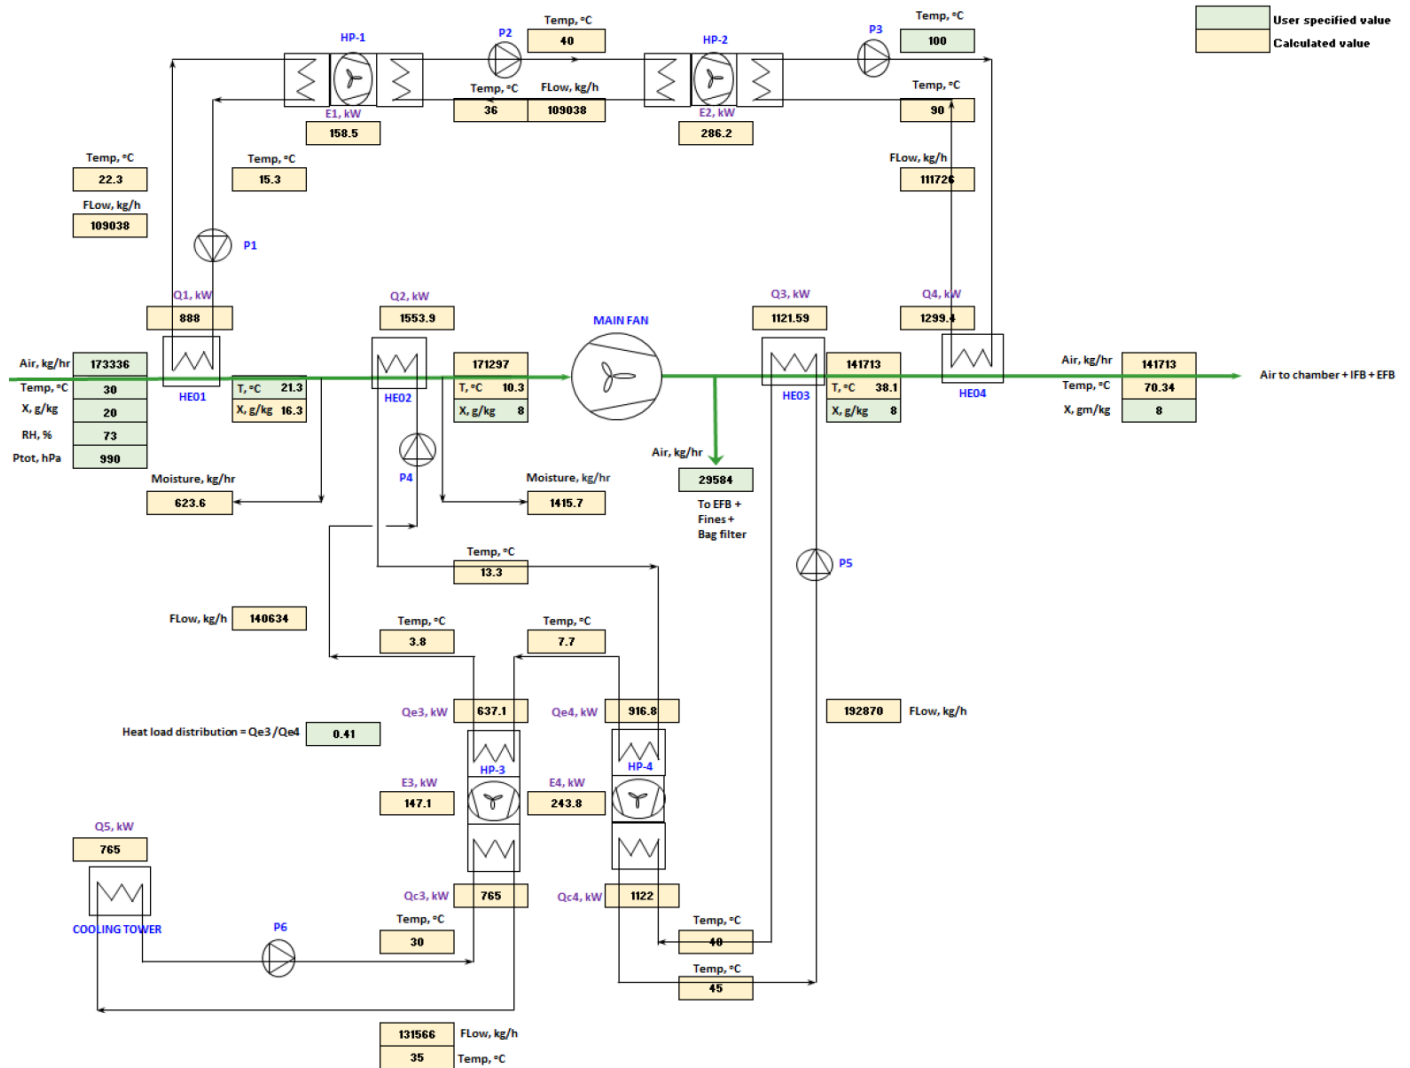 Temp, °C
User specified value
Calculated value
Temp, °C
HP-1
P2
40
HP-2
P3
100
Temp, °C
FLow, kg/h
Temp, °C
36
109038
90
E1, kW
E2, kW
158.5
286.2
Temp, °C
Temp, °C
FLow, kg/h
22.3
15.3
111726
FLow, kg/h
109038
P1
Q1, kW
Q2, kW
Q3, kW
Q4, kW
888
1553.9
MAIN FAN
1121.59
1299.4
Air, kg/hr
173336
171297
141713
Air, kg/hr
141713
Temp, °C
30
T, °C 21.3
T, °C 10.3
T, °C 38.1
Temp, °C
70.34
Air to chamber + IFB + EFB
X, g/kg
20
HE01
X, g/kg 16.3
HE02
X, g/kg 8
HE03
X, g/kg 8
HE04
X, gm/kg
8
RH, %
73
Ptot, hPa
990
Air, kg/hr
P4
Moisture, kg/hr
623.6
Moisture, kg/hr
1415.7
29584
To EFB +
Fines +
Bag filter
Temp, °C
13.3
P5
FLow, kg/h
140634
Temp, °C
3.8
Temp, °C
7.7
Qe3, kW
637.1
Qe4, kW
916.8
192870
FLow, kg/h
Heat load distribution = Qe3/Qe4
0.41
HP-3
HP-4
E3, kW
147.1
E4, kW
243.8
Q5, kW
765
Qc3, kW
765
Qc4, kW
1122
COOLING TOWER
P6
Temp, °C
30
40
Temp, °C
45
131566
FLow, kg/h
35
Temp, °C